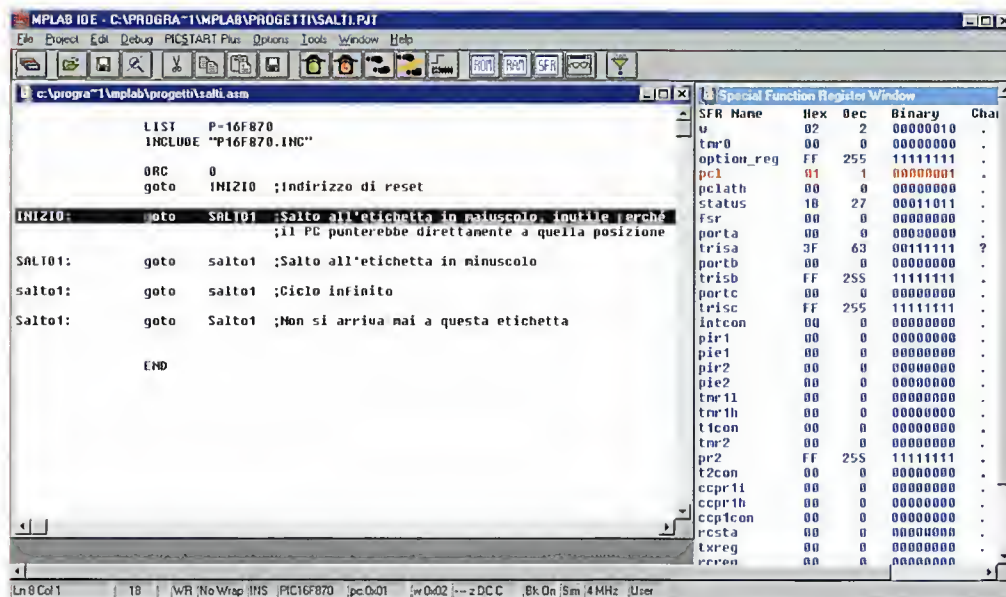 MPLAB IDE - C:\PROGRA~1\MPLAB\PROGETTI\SALTI.PJT
File Project Edit Debug PICSTART Plus Options Tools Window Help
ROM RAM SFR
c:\progra~1\mplab\progetti\salti.asm
LIST P=16F870
INCLUDE "P16F870.INC"
ORG 0
goto INIZIO ;Indirizzo di reset
INIZIO: goto SALTO1 ;Salto all'etichetta in maiuscolo, inutile perché
;il PC punterebbe direttamente a quella posizione
SALTO1: goto salto1 ;Salto all'etichetta in minuscolo
salto1: goto salto1 ;Ciclo infinito
Salto1: goto Salto1 ;Non si arriva mai a questa etichetta
END
Special Function Register Window
SFR Name Hex Dec Binary Char
w 02 2 00000010 .
tmr0 00 0 00000000 .
option_reg FF 255 11111111 .
pcl 01 1 00000001 .
pclath 00 0 00000000 .
status 1B 27 00011011 .
fsr 00 0 00000000 .
porta 00 0 00000000 .
trisa 3F 63 00111111 ?
portb 00 0 00000000 .
trisb FF 255 11111111 .
portc 00 0 00000000 .
trisc FF 255 11111111 .
intcon 00 0 00000000 .
pir1 00 0 00000000 .
pie1 00 0 00000000 .
pir2 00 0 00000000 .
pie2 00 0 00000000 .
tmr1l 00 0 00000000 .
tmr1h 00 0 00000000 .
t1con 00 0 00000000 .
tmr2 00 0 00000000 .
pr2 FF 255 11111111 .
t2con 00 0 00000000 .
ccpr1l 00 0 00000000 .
ccpr1h 00 0 00000000 .
ccp1con 00 0 00000000 .
rcsta 00 0 00000000 .
txreg 00 0 00000000 .
rcreg 00 0 00000000 .
Ln 8 Col 1 18 WR No Wrap INS PIC16F870 pc:0x01 w:0x02 --- z DC C Bk On Sim 4 MHz User